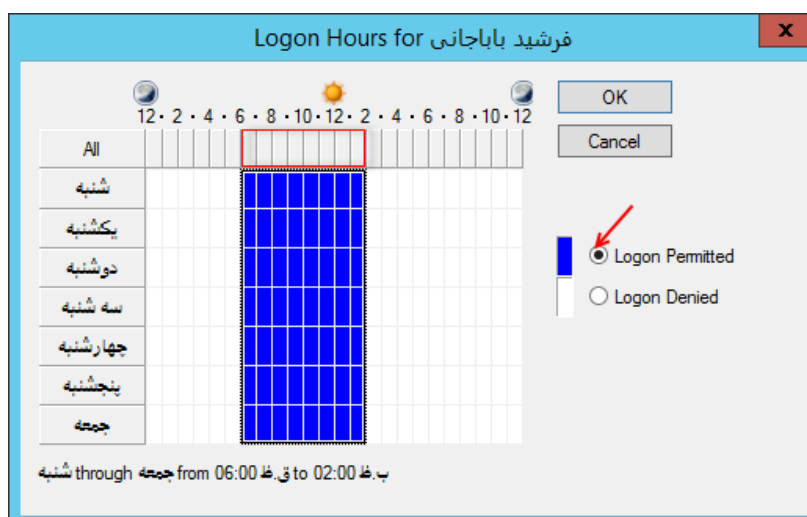 Logon Hours for فرشید باباجانی
x
12 · 2 · 4 · 6 · 8 · 10 · 12 · 2 · 4 · 6 · 8 · 10 · 12
OK
All
Cancel
شنبه
یکشنبه
دوشنبه
Logon Permitted
سه شنبه
Logon Denied
چهارشنبه
پنجشنبه
جمعه
شنبه through جمعه from 06:00 ق.ظ to 02:00 ب.ظ